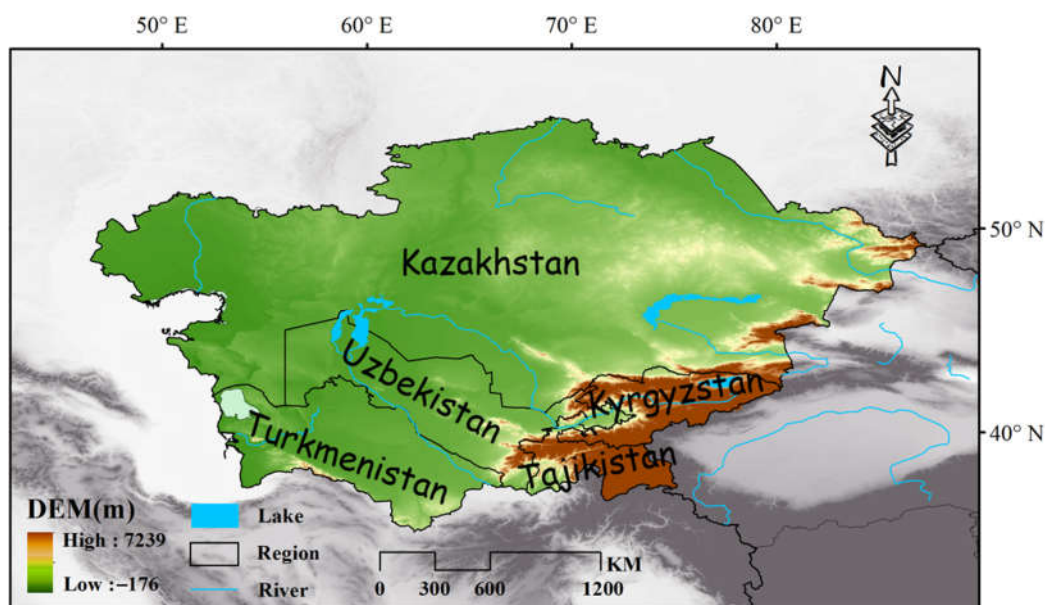 50° E
60° E
70° E
80° E
N
50° N
Kazakhstan
Uzbekistan
Kyrgyzstan
40° N
Turkmenistan
Tajikistan
DEM(m)
High : 7239
Low :−176
Lake
Region
River
KM
0
300
600
1200